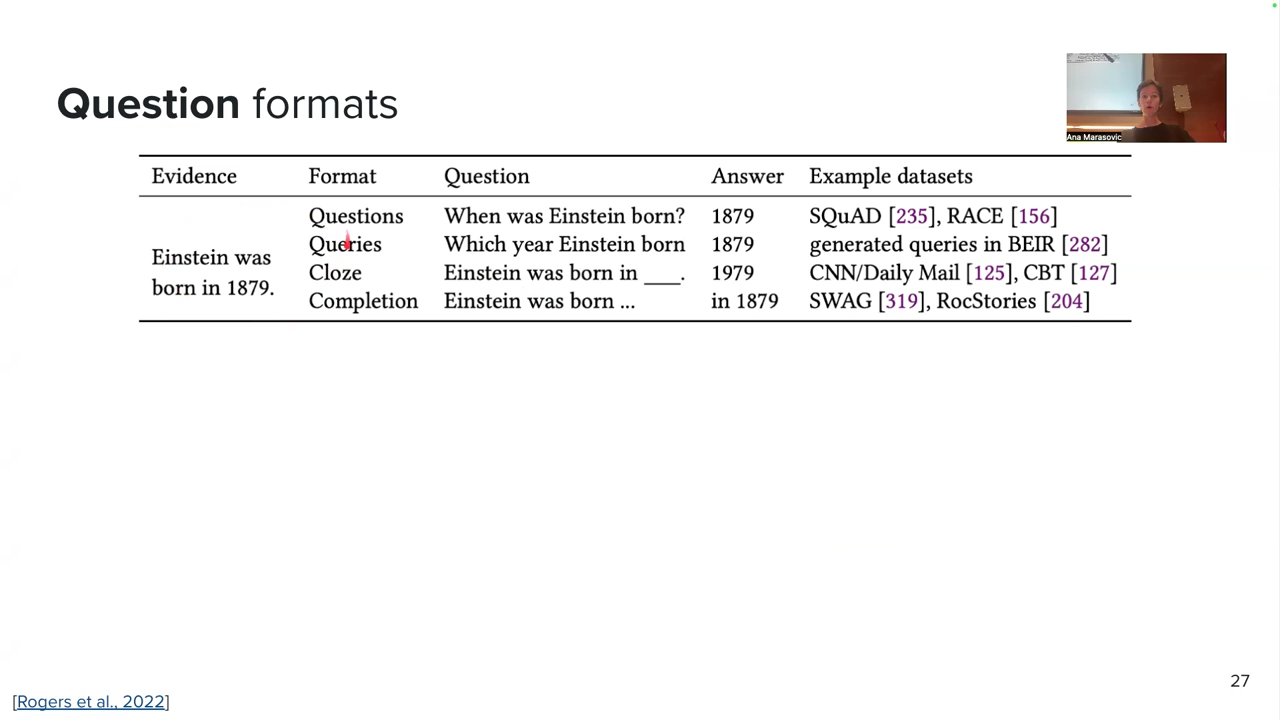 Question formats
Ana Marasovic
Evidence Format Question Answer Example datasets
Questions When was Einstein born? 1879 SQuAD [235], RACE [156]
Queries Which year Einstein born 1879 generated queries in BEIR [282]
Einstein was
born in 1879.
Cloze Einstein was born in ___. 1979 CNN/Daily Mail [125], CBT [127]
Completion Einstein was born ... in 1879 SWAG [319], RocStories [204]
27
[Rogers et al., 2022]